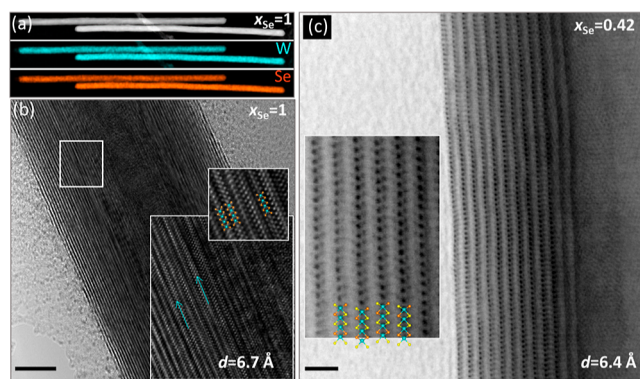 (a)
xSe=1
W
Se
(b)
xSe=1
d=6.7 Å
(c)
xSe=0.42
d=6.4 Å